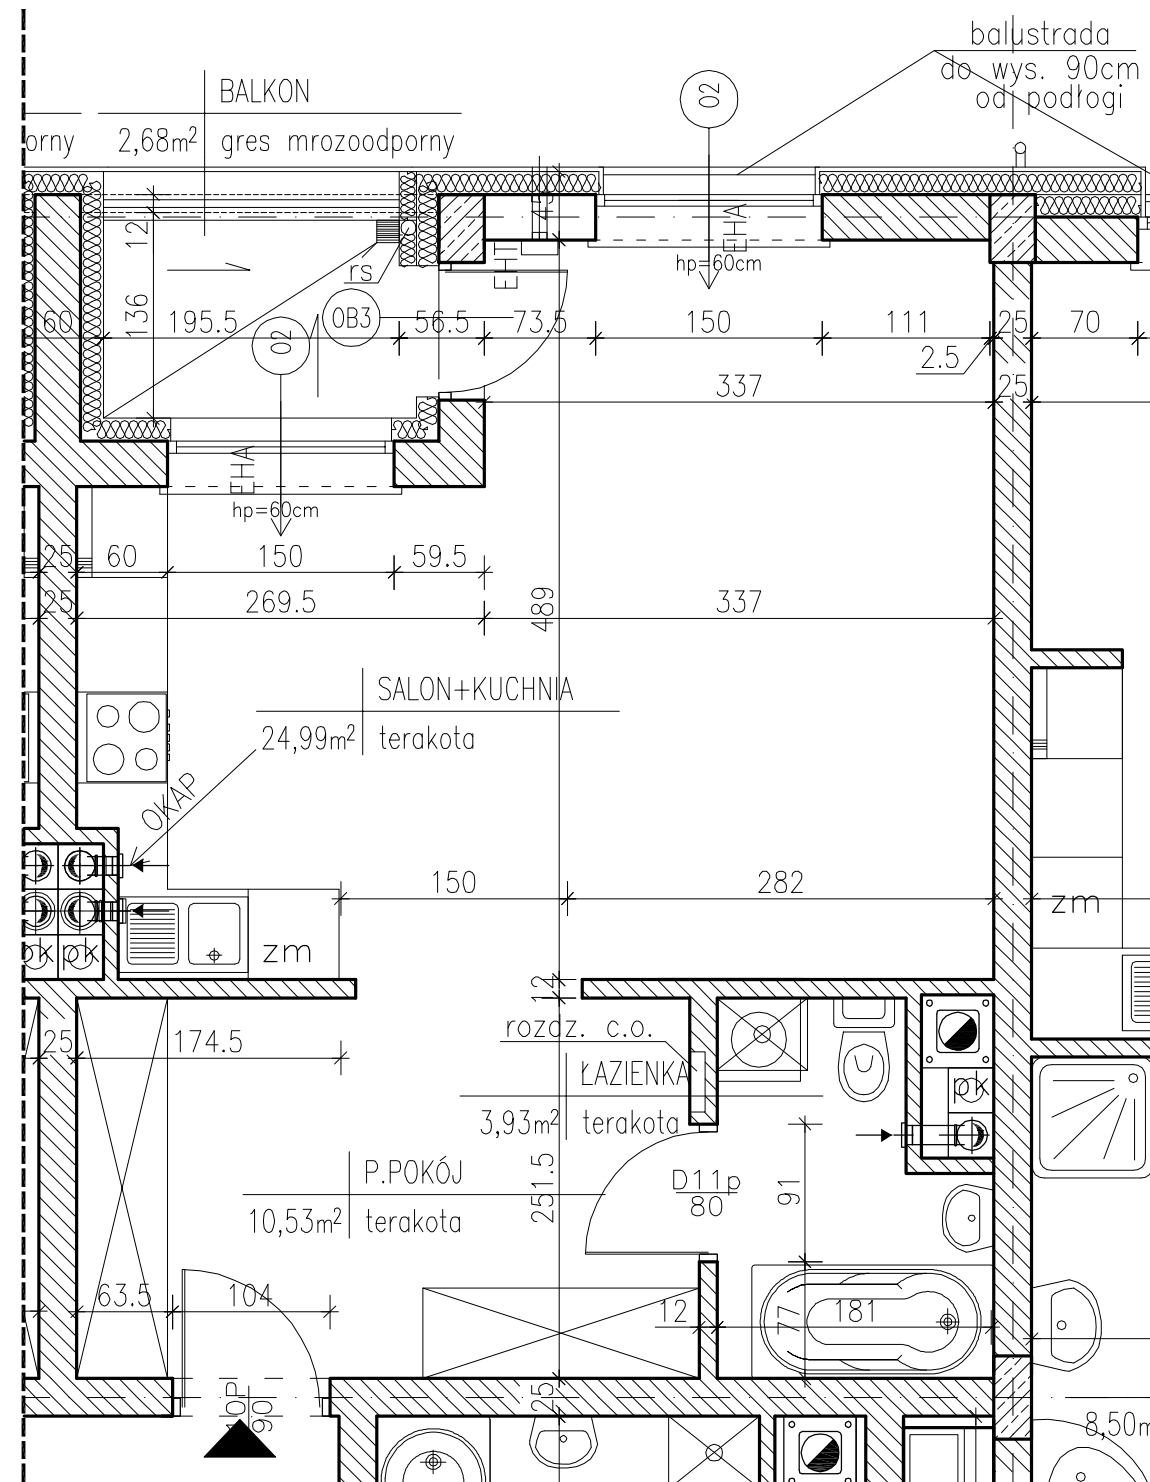 balustrada
do wys. 90cm
od podłogi
02
BALKON
orny
2,68m² gres mrozoodporny
12
15
EHA
EHT
hp=60cm
rs
136
0B3
60
195.5
56.5
73.5
150
111
25
70
02
2.5
337
25
EHA
hp=60cm
25
60
150
59.5
25
269.5
489
337
SALON+KUCHNIA
24,99m² terakota
OKAP
150
282
zm
pk
pk
zm
12
rozdz. c.o.
25
174.5
ŁAZIENKA
3,93m² terakota
pk
P.POKÓJ
10,53m² terakota
251.5
D11p
80
91
63.5
104
12
77
181
25
90
8,50m